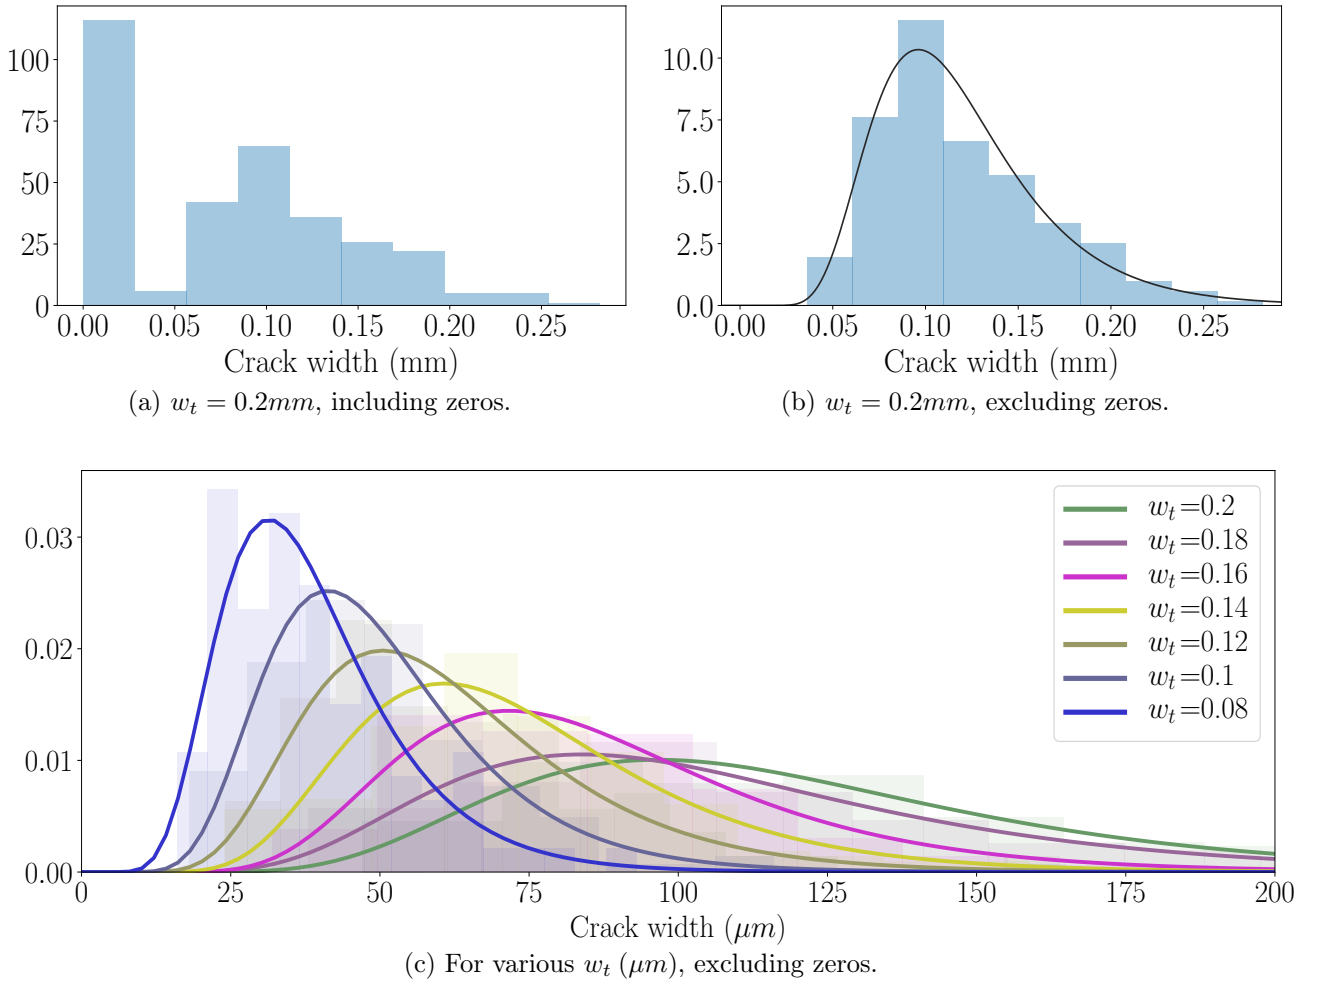 100
75
50
25
0
0.00 0.05 0.10 0.15 0.20 0.25
Crack width (mm)
(a) w_t = 0.2mm, including zeros.
10.0
7.5
5.0
2.5
0.0
0.00 0.05 0.10 0.15 0.20 0.25
Crack width (mm)
(b) w_t = 0.2mm, excluding zeros.
0.03
0.02
0.01
0.00
w_t=0.2
w_t=0.18
w_t=0.16
w_t=0.14
w_t=0.12
w_t=0.1
w_t=0.08
0 25 50 75 100 125 150 175 200
Crack width (μm)
(c) For various w_t (μm), excluding zeros.